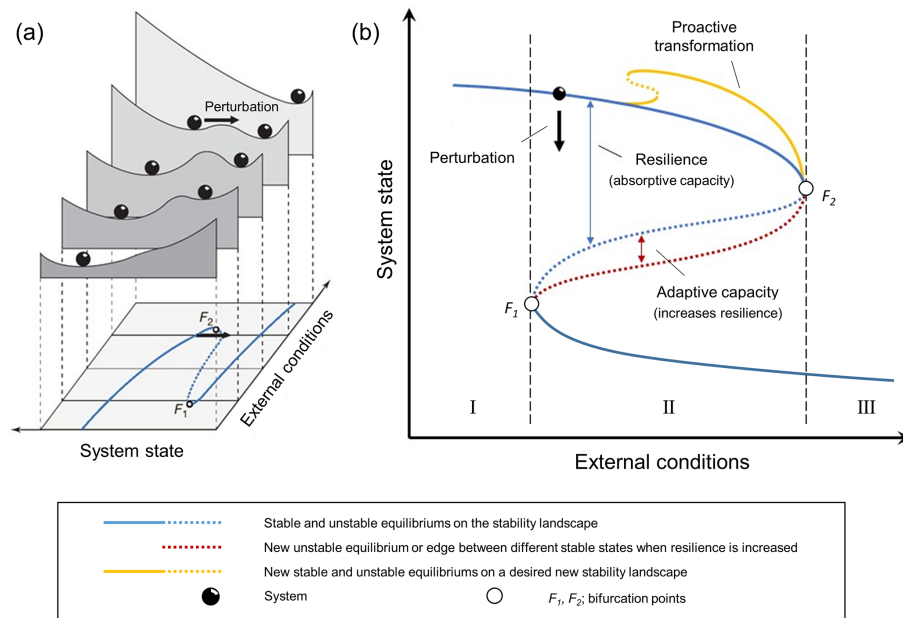 (a)
Perturbation
F2
F1
External conditions
System state
(b)
Proactive
transformation
Perturbation
Resilience
(absorptive capacity)
F2
System state
Adaptive capacity
(increases resilience)
F1
I
II
III
External conditions
Stable and unstable equilibriums on the stability landscape
New unstable equilibrium or edge between different stable states when resilience is increased
New stable and unstable equilibriums on a desired new stability landscape
System
F1, F2; bifurcation points